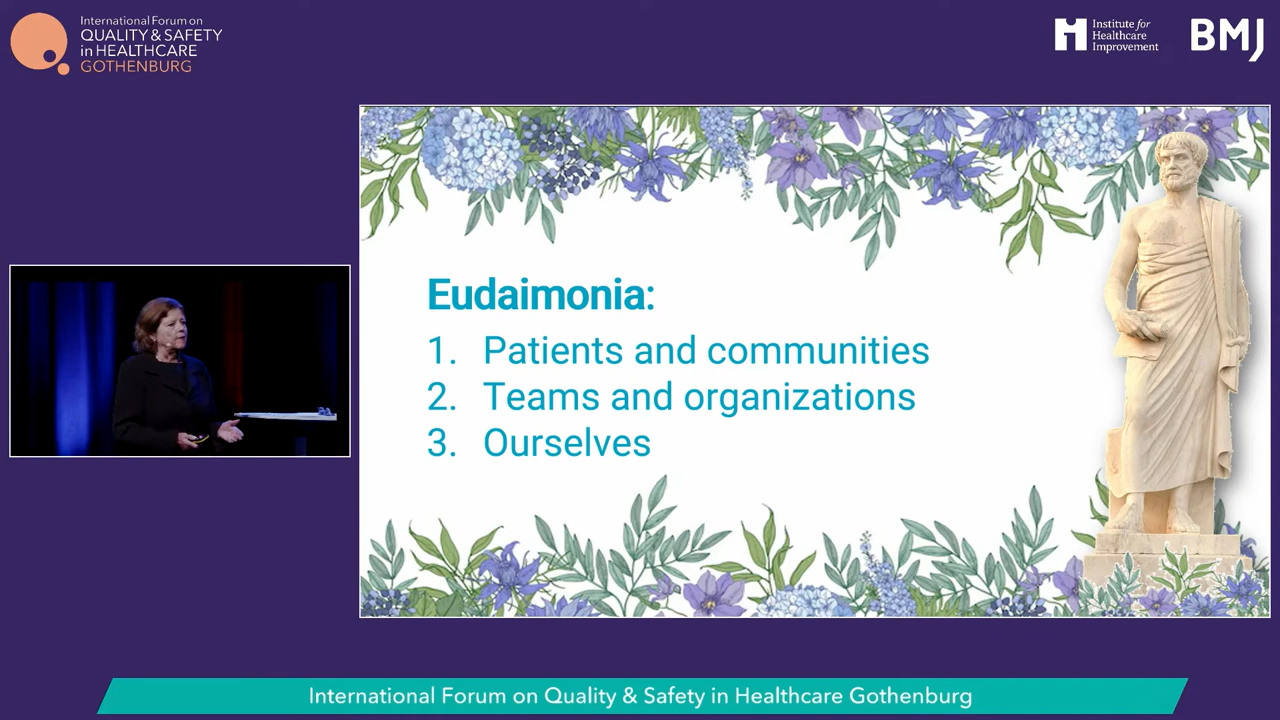 International Forum on
QUALITY & SAFETY
in HEALTHCARE
GOTHENBURG
Institute for
Healthcare
Improvement
BMJ
Eudaimonia:
1. Patients and communities
2. Teams and organizations
3. Ourselves
International Forum on Quality & Safety in Healthcare Gothenburg